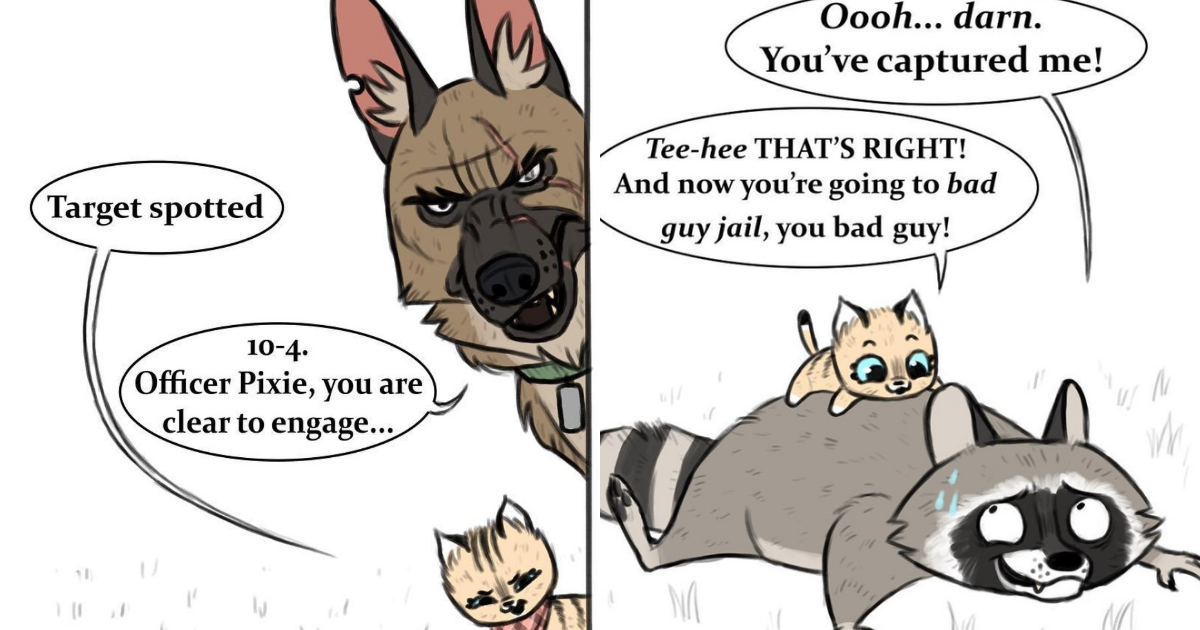 Target spotted
10-4.
Officer Pixie, you are
clear to engage...
Oooh... darn.
You've captured me!
Tee-hee THAT'S RIGHT!
And now you're going to bad
guy jail, you bad guy!